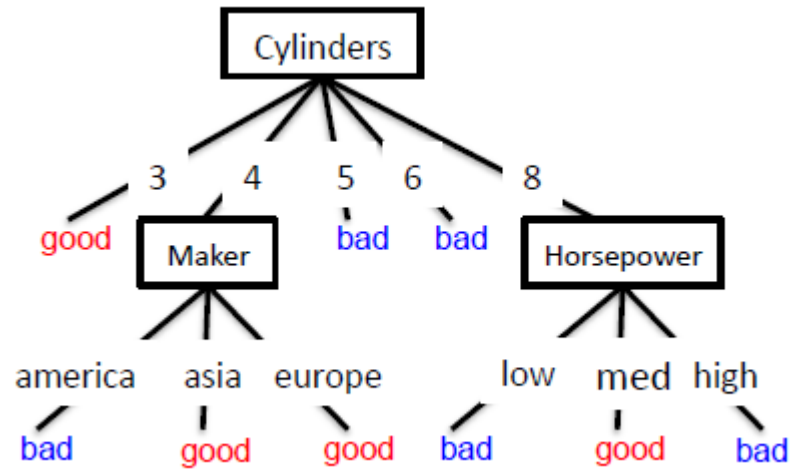 Cylinders
3 4 5 6 8
good Maker bad bad Horsepower
america asia europe low med high
bad good good bad good bad